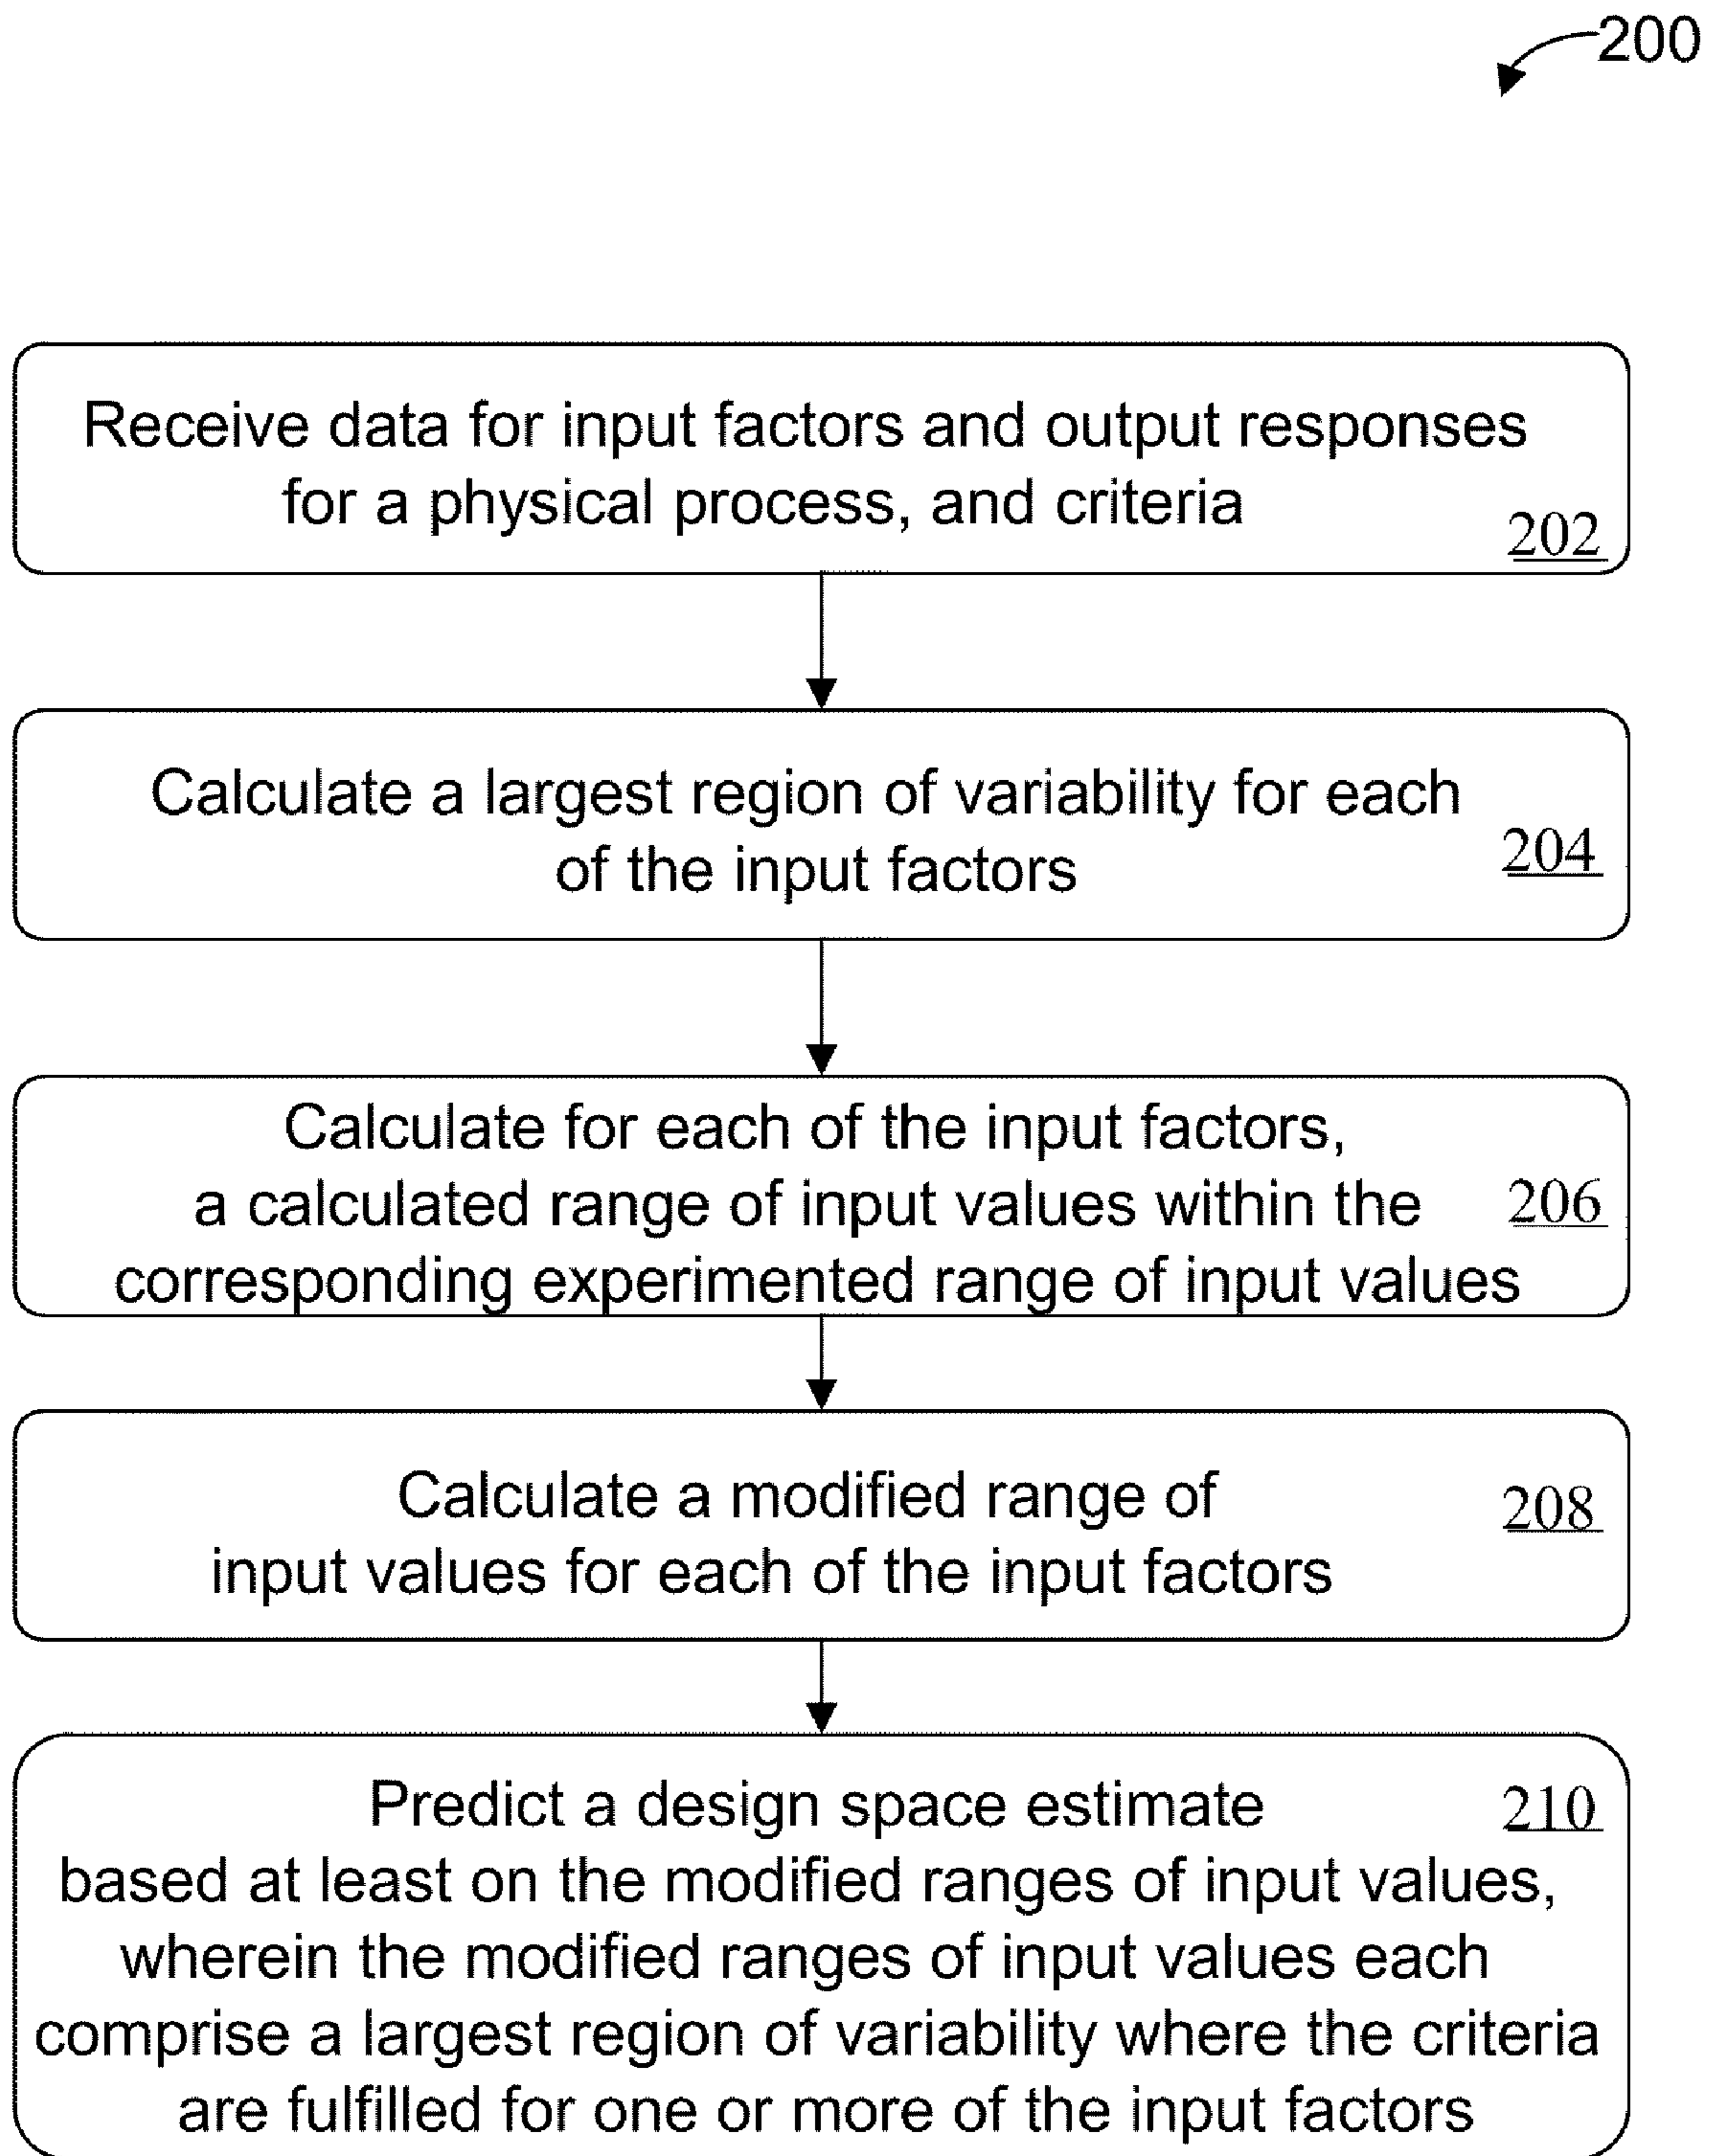 200
Receive data for input factors and output responses
for a physical process, and criteria
202
Calculate a largest region of variability for each
of the input factors
204
Calculate for each of the input factors,
a calculated range of input values within the
206
corresponding experimented range of input values
Calculate a modified range of
208
input values for each of the input factors
Predict a design space estimate
210
based at least on the modified ranges of input values,
wherein the modified ranges of input values each
comprise a largest region of variability where the criteria
are fulfilled for one or more of the input factors